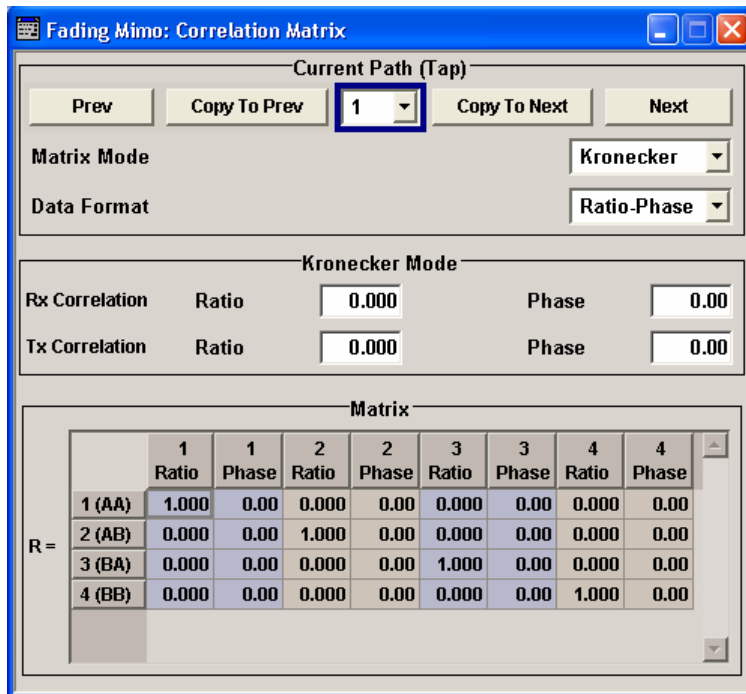 Fading Mimo: Correlation Matrix
Current Path (Tap)
Prev Copy To Prev 1 Copy To Next Next
Matrix Mode Kronecker
Data Format Ratio-Phase
Kronecker Mode
Rx Correlation Ratio 0.000 Phase 0.00
Tx Correlation Ratio 0.000 Phase 0.00
Matrix
1 1 2 2 3 3 4 4
Ratio Phase Ratio Phase Ratio Phase Ratio Phase
1 (AA) 1.000 0.00 0.000 0.00 0.000 0.00 0.000 0.00
2 (AB) 0.000 0.00 1.000 0.00 0.000 0.00 0.000 0.00
R =
3 (BA) 0.000 0.00 0.000 0.00 1.000 0.00 0.000 0.00
4 (BB) 0.000 0.00 0.000 0.00 0.000 0.00 1.000 0.00